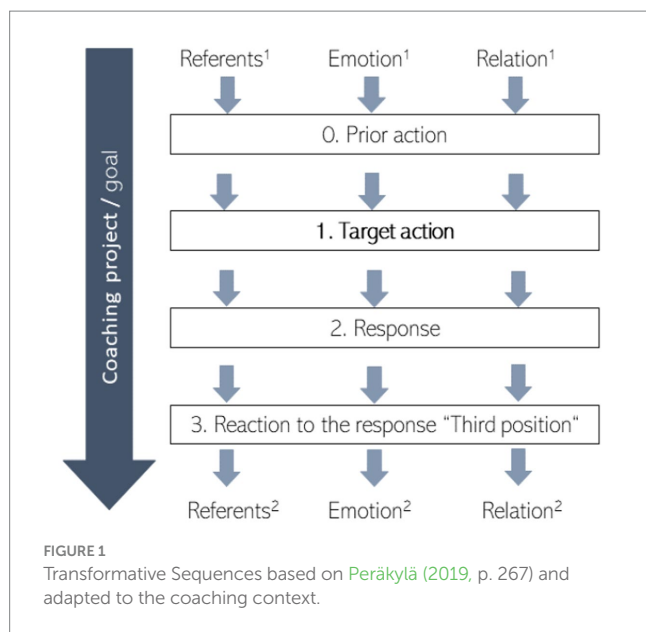 Coaching project / goal
Referents¹ Emotion¹ Relation¹
0. Prior action
1. Target action
2. Response
3. Reaction to the response "Third position"
Referents² Emotion² Relation²
FIGURE 1
Transformative Sequences based on Peräkylä (2019, p. 267) and
adapted to the coaching context.